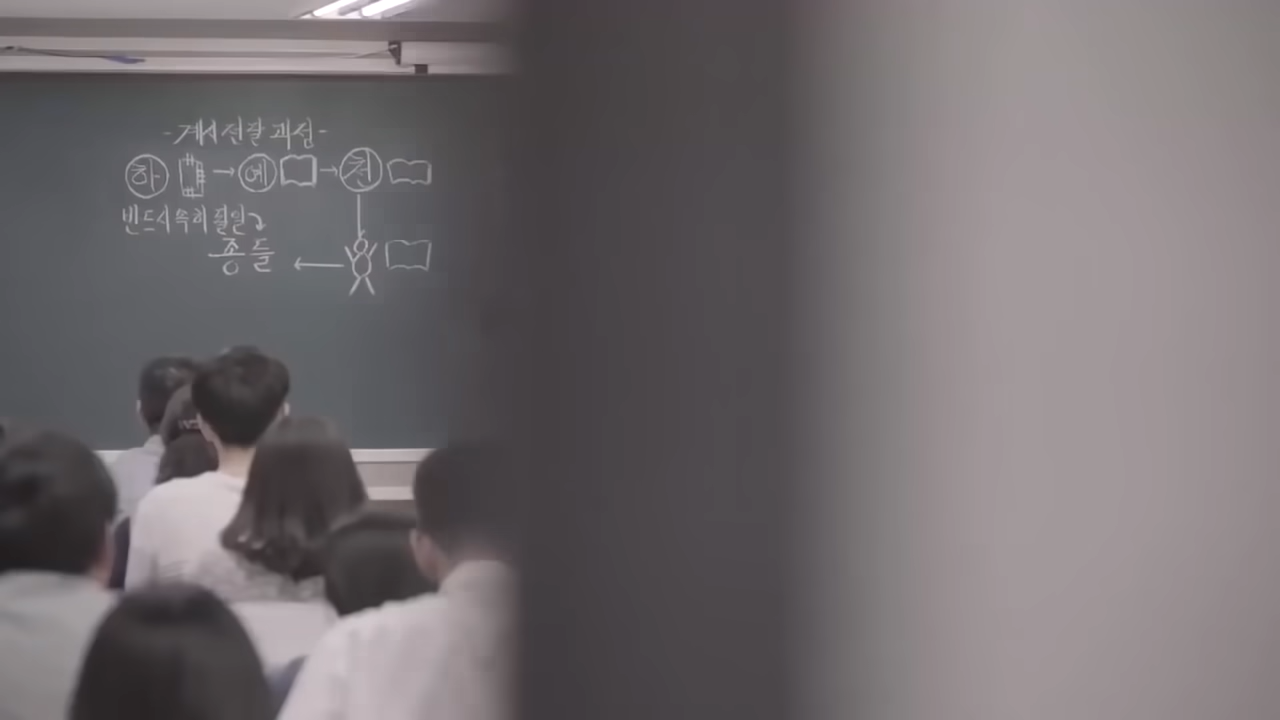 -계시 전달 과정-
하 → 예 → 천
반드시 속히 될 일
종들 ←